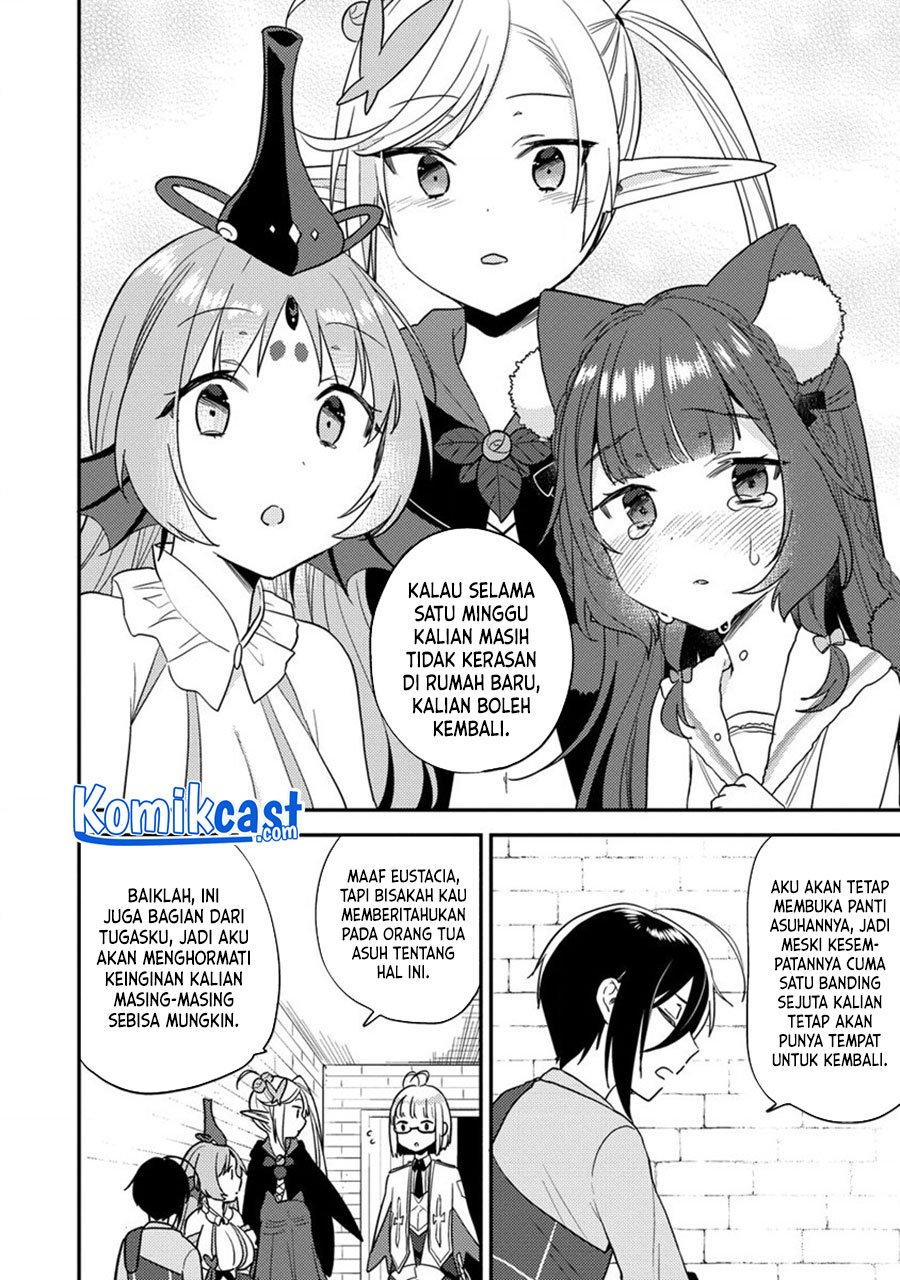 KALAU SELAMA
SATU MINGGU
KALIAN MASIH
TIDAK KERASAN
DI RUMAH BARU,
KALIAN BOLEH
KEMBALI.
Komikcast
.com
AKU AKAN TETAP
MEMBUKA PANTI
ASUHANNYA, JADI
MESKI KESEM-
PATANNYA CUMA
SATU BANDING
SEJUTA KALIAN
TETAP AKAN
PUNYA TEMPAT
UNTUK KEMBALI.
MAAF EUSTACIA,
TAPI BISAKAH KAU
MEMBERITAHUKAN
PADA ORANG TUA
ASUH TENTANG
HAL INI.
BAIKLAH, INI
JUGA BAGIAN DARI
TUGASKU, JADI AKU
AKAN MENGHORMATI
KEINGINAN KALIAN
MASING-MASING
SEBISA MUNGKIN.